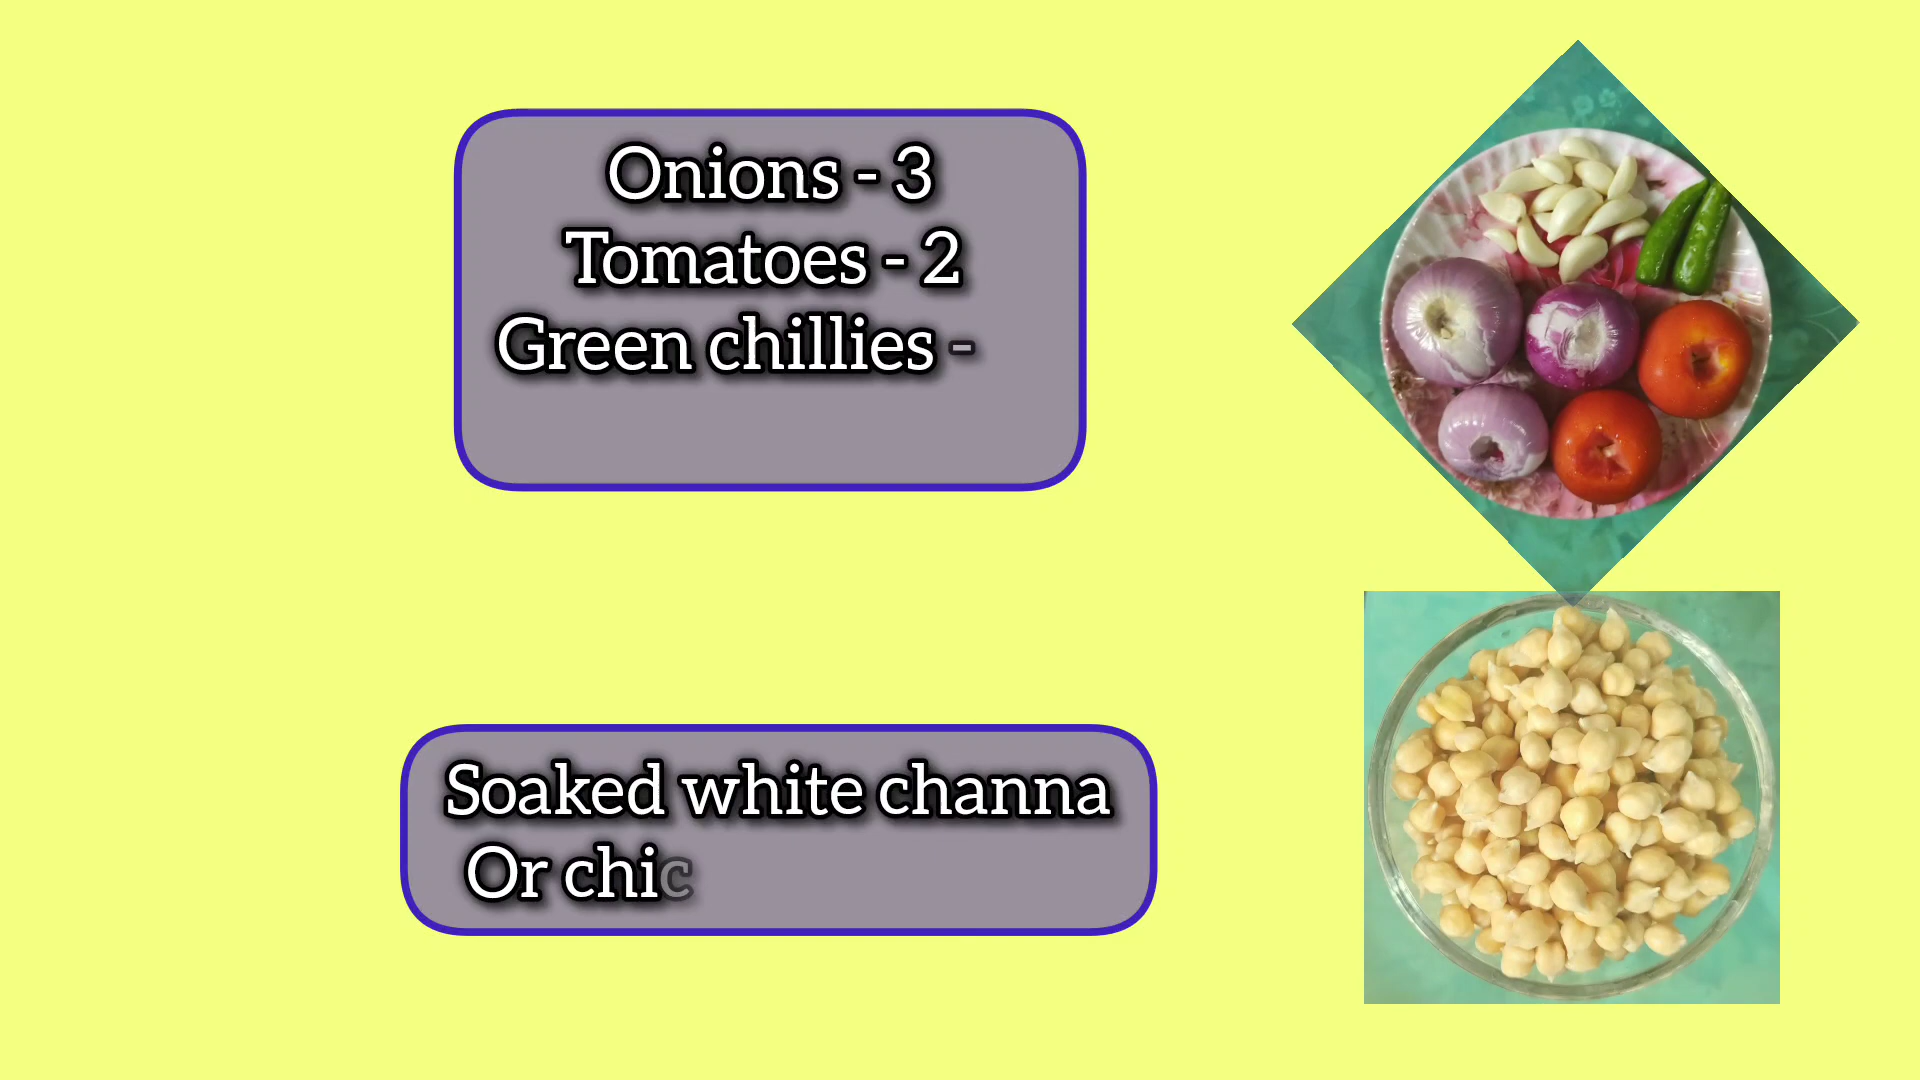 Onions - 3
Tomatoes - 2
Green chillies -
Soaked white channa
Or chic